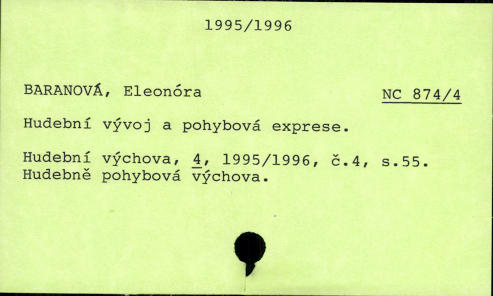 1995/1996
BARANOVÁ, Eleonóra NC 874/4
Hudební vývoj a pohybová exprese.
Hudební výchova, 4, 1995/1996, č.4, s.55.
Hudebně pohybová výchova.